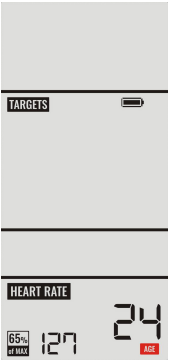 TARGETS
HEART RATE
24
65%
of MAX
127
AGE